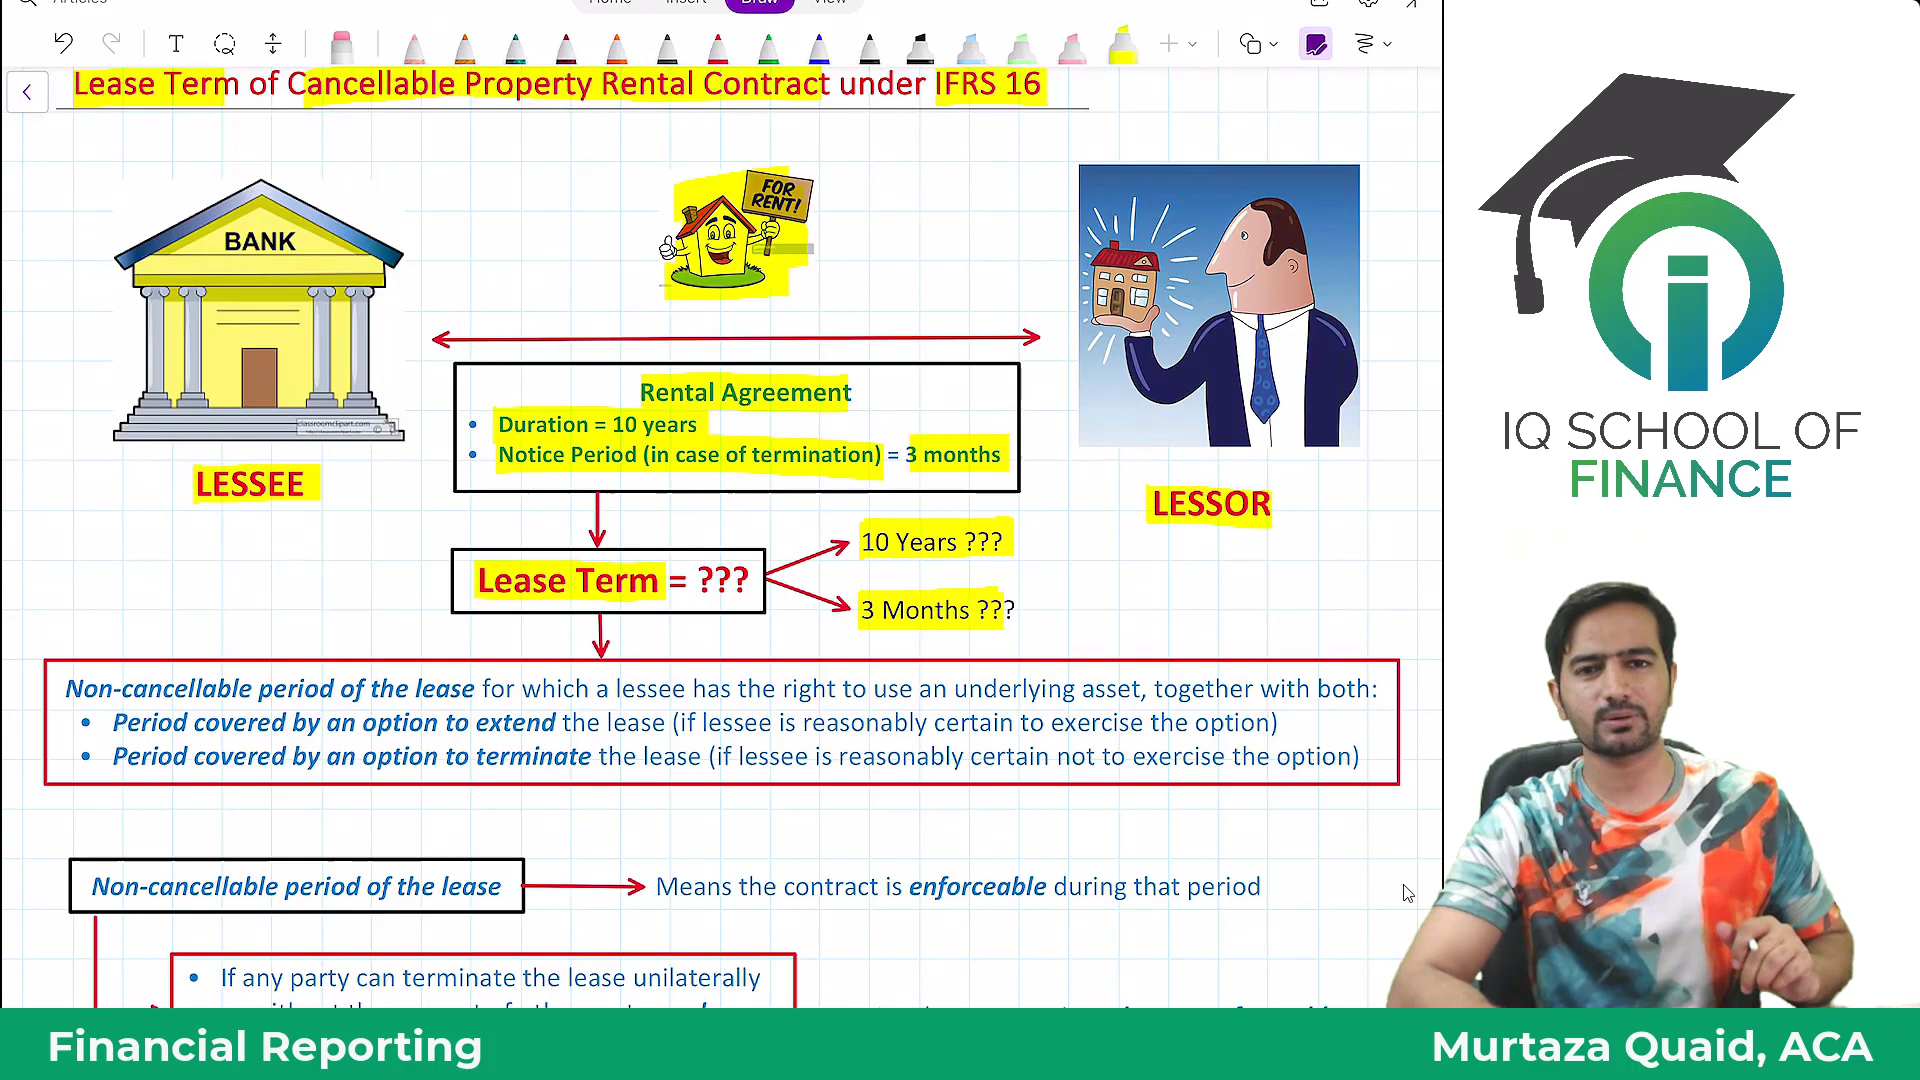 Lease Term of Cancellable Property Rental Contract under IFRS 16
BANK
FOR
RENT!
classroomclipart.com
LESSEE
Rental Agreement
• Duration = 10 years
• Notice Period (in case of termination) = 3 months
LESSOR
Lease Term = ???
10 Years ???
3 Months ???
Non-cancellable period of the lease for which a lessee has the right to use an underlying asset, together with both:
• Period covered by an option to extend the lease (if lessee is reasonably certain to exercise the option)
• Period covered by an option to terminate the lease (if lessee is reasonably certain not to exercise the option)
Non-cancellable period of the lease
Means the contract is enforceable during that period
• If any party can terminate the lease unilaterally
IQ SCHOOL OF
FINANCE
Financial Reporting
Murtaza Quaid, ACA